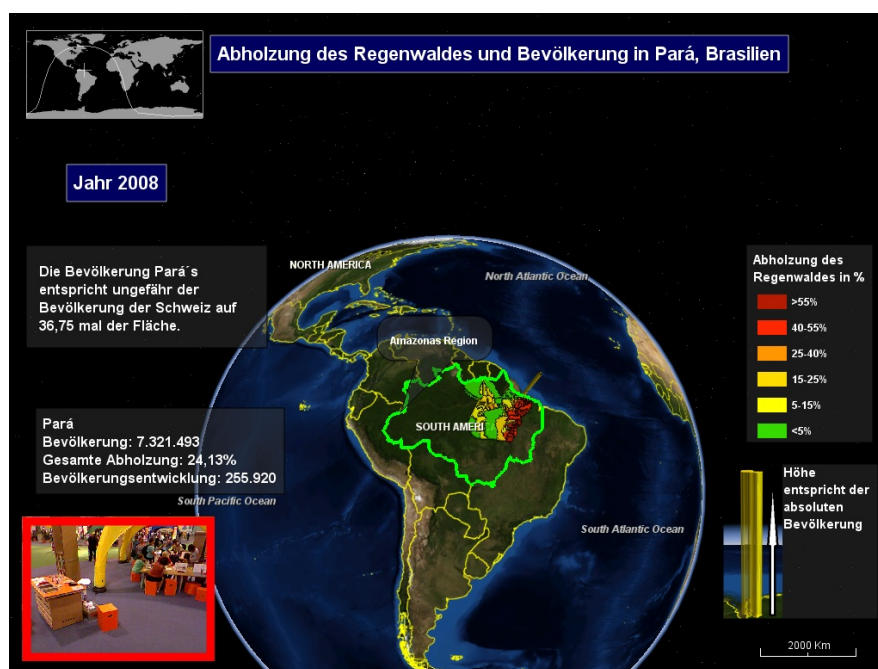 Abholzung des Regenwaldes und Bevölkerung in Pará, Brasilien
Jahr 2008
Die Bevölkerung Pará´s
entspricht ungefähr der
Bevölkerung der Schweiz auf
36,75 mal der Fläche.
NORTH AMERICA
North Atlantic Ocean
Amazonas Region
SOUTH AMERI
Abholzung des
Regenwaldes in %
>55%
40-55%
25-40%
15-25%
5-15%
<5%
Pará
Bevölkerung: 7.321.493
Gesamte Abholzung: 24,13%
Bevölkerungsentwicklung: 255.920
South Pacific Ocean
South Atlantic Ocean
Höhe
entspricht der
absoluten
Bevölkerung
2000 Km